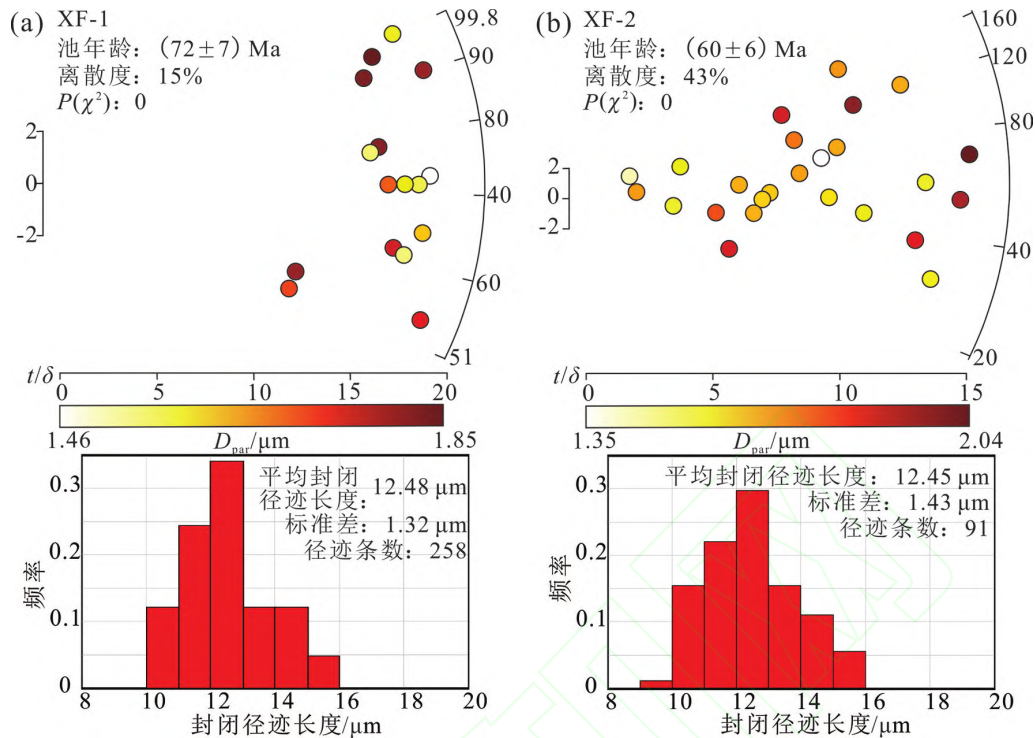 (a) XF-1
池年龄：(72±7) Ma
离散度：15%
P(χ²)：0
99.8
90
80
40
60
51
2
0
-2
t/δ
0 5 10 15 20
1.46 Dpar/μm 1.85
平均封闭
径迹长度：12.48 μm
标准差：1.32 μm
径迹条数：258
频率
0.3
0.2
0.1
0
8 10 12 14 16 18 20
封闭径迹长度/μm
(b) XF-2
池年龄：(60±6) Ma
离散度：43%
P(χ²)：0
160
120
80
40
20
2
0
-2
0 5 10 15
1.35 Dpar/μm 2.04
平均封闭径迹长度：12.45 μm
标准差：1.43 μm
径迹条数：91
频率
0.3
0.2
0.1
0
8 10 12 14 16 18 20
封闭径迹长度/μm